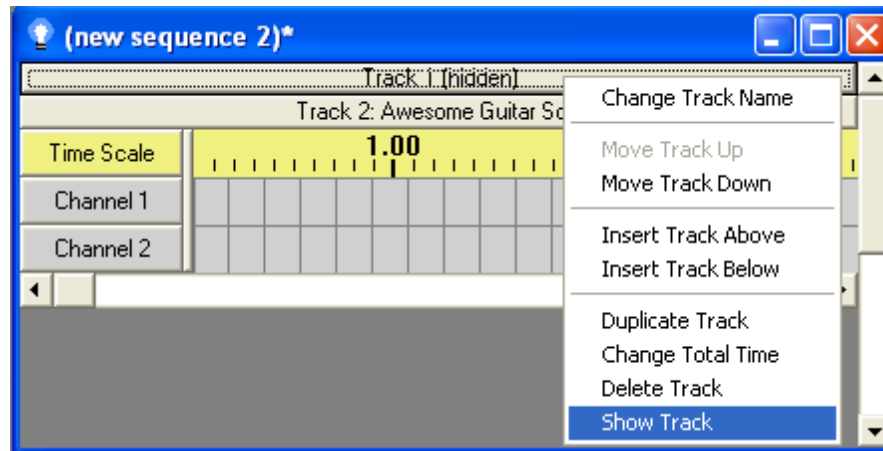 (new sequence 2)*
Track 1 (hidden)
Track 2: Awesome Guitar
Time Scale
1.00
Channel 1
Channel 2
Change Track Name
Move Track Up
Move Track Down
Insert Track Above
Insert Track Below
Duplicate Track
Change Total Time
Delete Track
Show Track